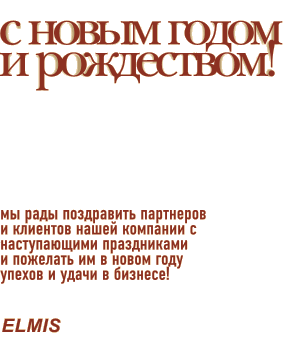 с новым годом
и рождеством!
мы рады поздравить партнеров
и клиентов нашей компании с
наступающими праздниками
и пожелать им в новом году
упехов и удачи в бизнесе!
ELMIS